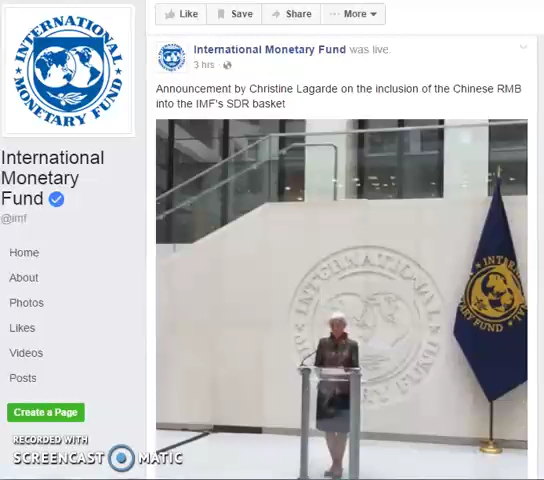 Like
Save
Share
··· More
INTERNATIONAL
MONETARY FUND
International Monetary Fund was live.
3 hrs ·
Announcement by Christine Lagarde on the inclusion of the Chinese RMB
into the IMF's SDR basket
International
Monetary
Fund
@imf
Home
About
Photos
Likes
Videos
Posts
Create a Page
RECORDED WITH
SCREENCAST MATIC
INTERNATIONAL